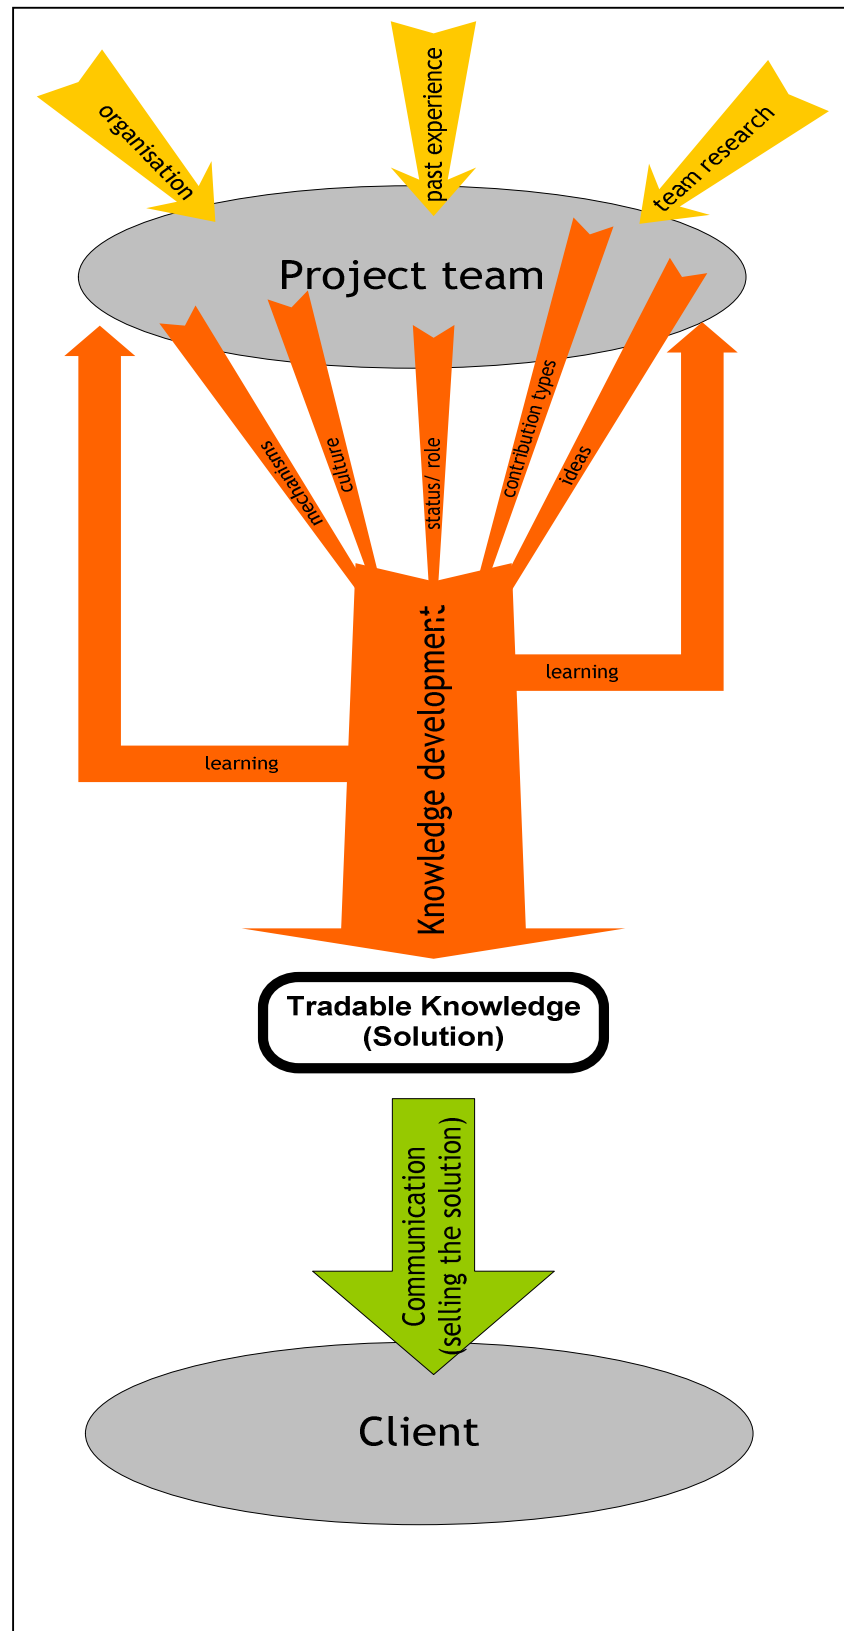 organisation
past experience
team research
Project team
mechanisms
culture
status/ role
contribution types
ideas
Knowledge development
learning
learning
Tradable Knowledge
(Solution)
Communication
(selling the solution)
Client